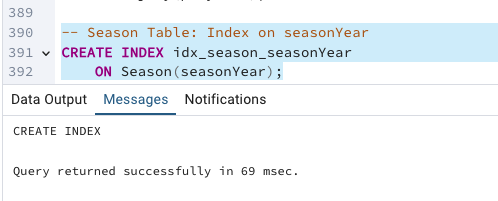 389
390 -- Season Table: Index on seasonYear
391 CREATE INDEX idx_season_seasonYear
392 ON Season(seasonYear);
Data Output Messages Notifications
CREATE INDEX
Query returned successfully in 69 msec.